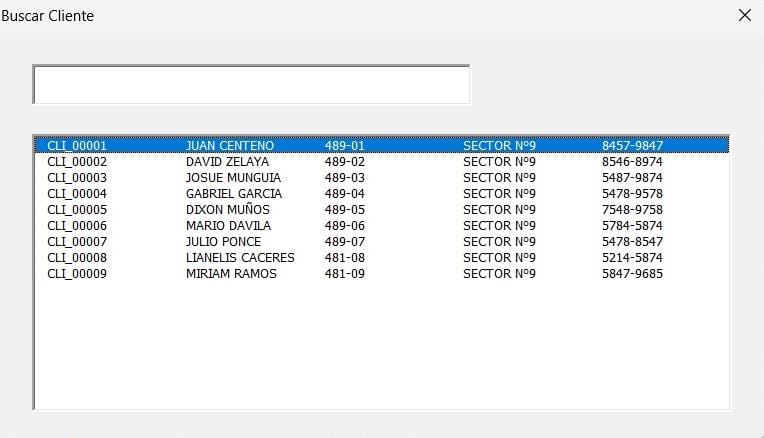 Buscar Cliente
CLI_00001 JUAN CENTENO 489-01 SECTOR Nº9 8457-9847
CLI_00002 DAVID ZELAYA 489-02 SECTOR Nº9 8546-8974
CLI_00003 JOSUE MUNGUIA 489-03 SECTOR Nº9 5487-9874
CLI_00004 GABRIEL GARCIA 489-04 SECTOR Nº9 5478-9578
CLI_00005 DIXON MUÑOS 489-05 SECTOR Nº9 7548-9758
CLI_00006 MARIO DAVILA 489-06 SECTOR Nº9 5784-5874
CLI_00007 JULIO PONCE 489-07 SECTOR Nº9 5478-8547
CLI_00008 LIANELIS CACERES 481-08 SECTOR Nº9 5214-5874
CLI_00009 MIRIAM RAMOS 481-09 SECTOR Nº9 5847-9685